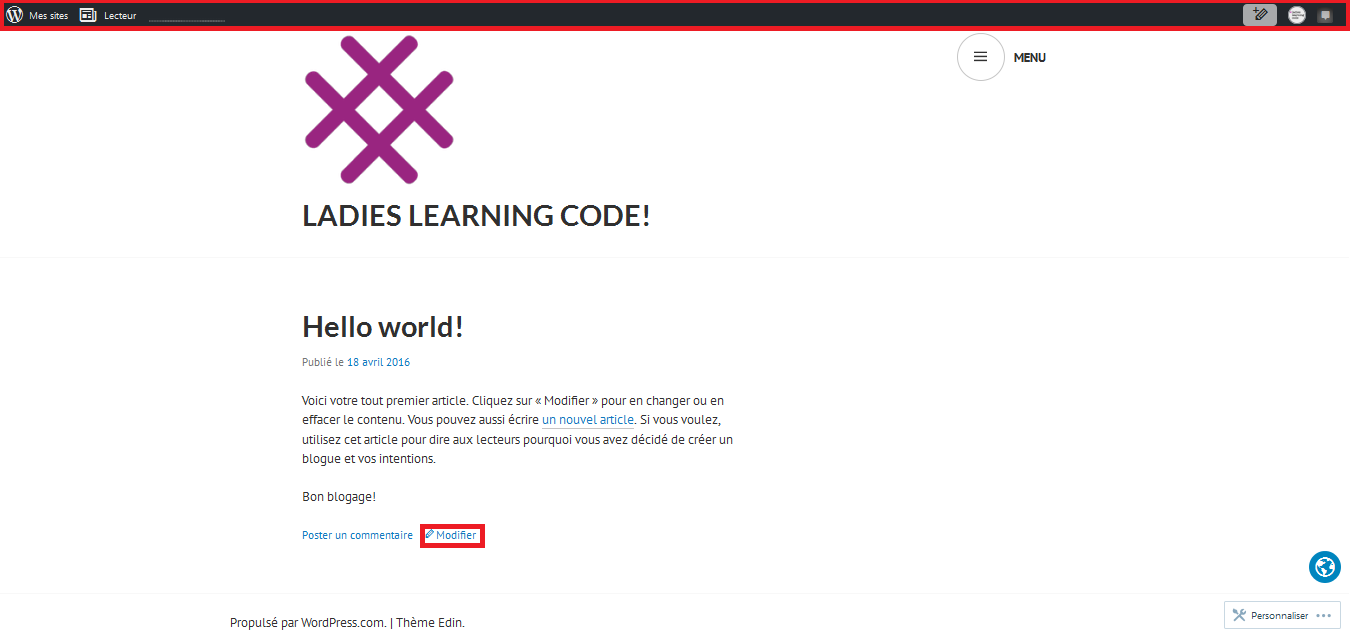 Mes sites Lecteur
MENU
LADIES LEARNING CODE!
Hello world!
Publié le 18 avril 2016
Voici votre tout premier article. Cliquez sur « Modifier » pour en changer ou en
effacer le contenu. Vous pouvez aussi écrire un nouvel article. Si vous voulez,
utilisez cet article pour dire aux lecteurs pourquoi vous avez décidé de créer un
blogue et vos intentions.
Bon blogage!
Poster un commentaire Modifier
Personnaliser
Propulsé par WordPress.com. | Thème Edin.